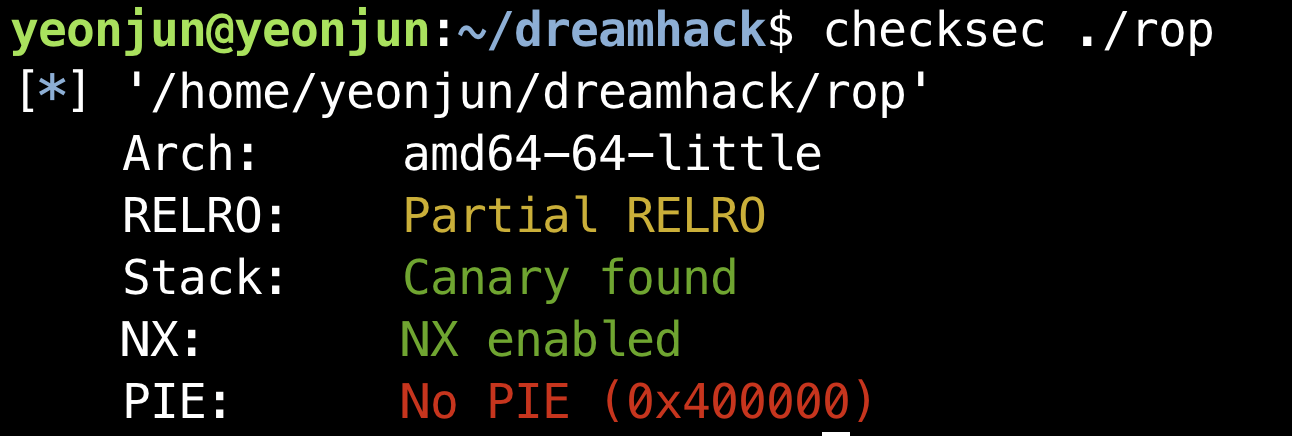 yeonjun@yeonjun:~/dreamhack$ checksec ./rop
[*] '/home/yeonjun/dreamhack/rop'
Arch: amd64-64-little
RELRO: Partial RELRO
Stack: Canary found
NX: NX enabled
PIE: No PIE (0x400000)